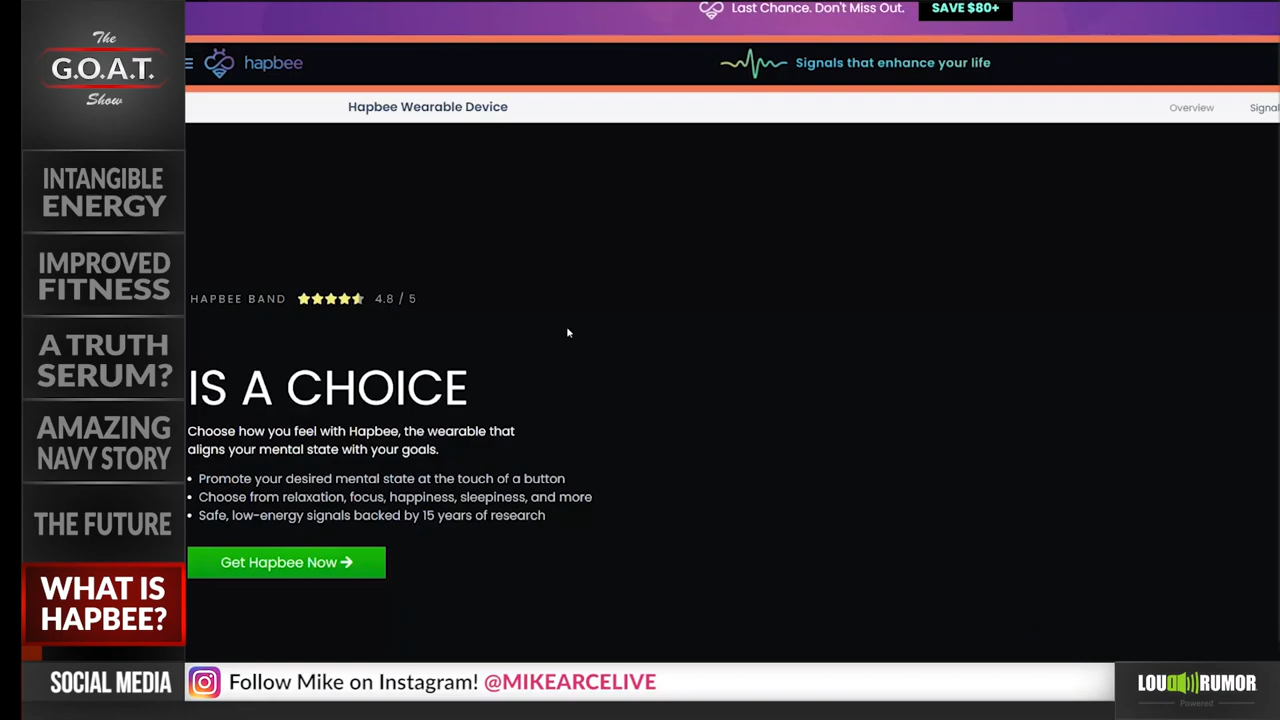 The
G.O.A.T.
Show
INTANGIBLE
ENERGY
IMPROVED
FITNESS
A TRUTH
SERUM?
AMAZING
NAVY STORY
THE FUTURE
WHAT IS
HAPBEE?
SOCIAL MEDIA
Last Chance. Don't Miss Out.
SAVE $80+
hapbee
Signals that enhance your life
Hapbee Wearable Device
Overview
Signal
HAPBEE BAND
4.8 / 5
IS A CHOICE
Choose how you feel with Hapbee, the wearable that
aligns your mental state with your goals.
• Promote your desired mental state at the touch of a button
• Choose from relaxation, focus, happiness, sleepiness, and more
• Safe, low-energy signals backed by 15 years of research
Get Hapbee Now →
Follow Mike on Instagram! @MIKEARCELIVE
LOUD RUMOR
Powered